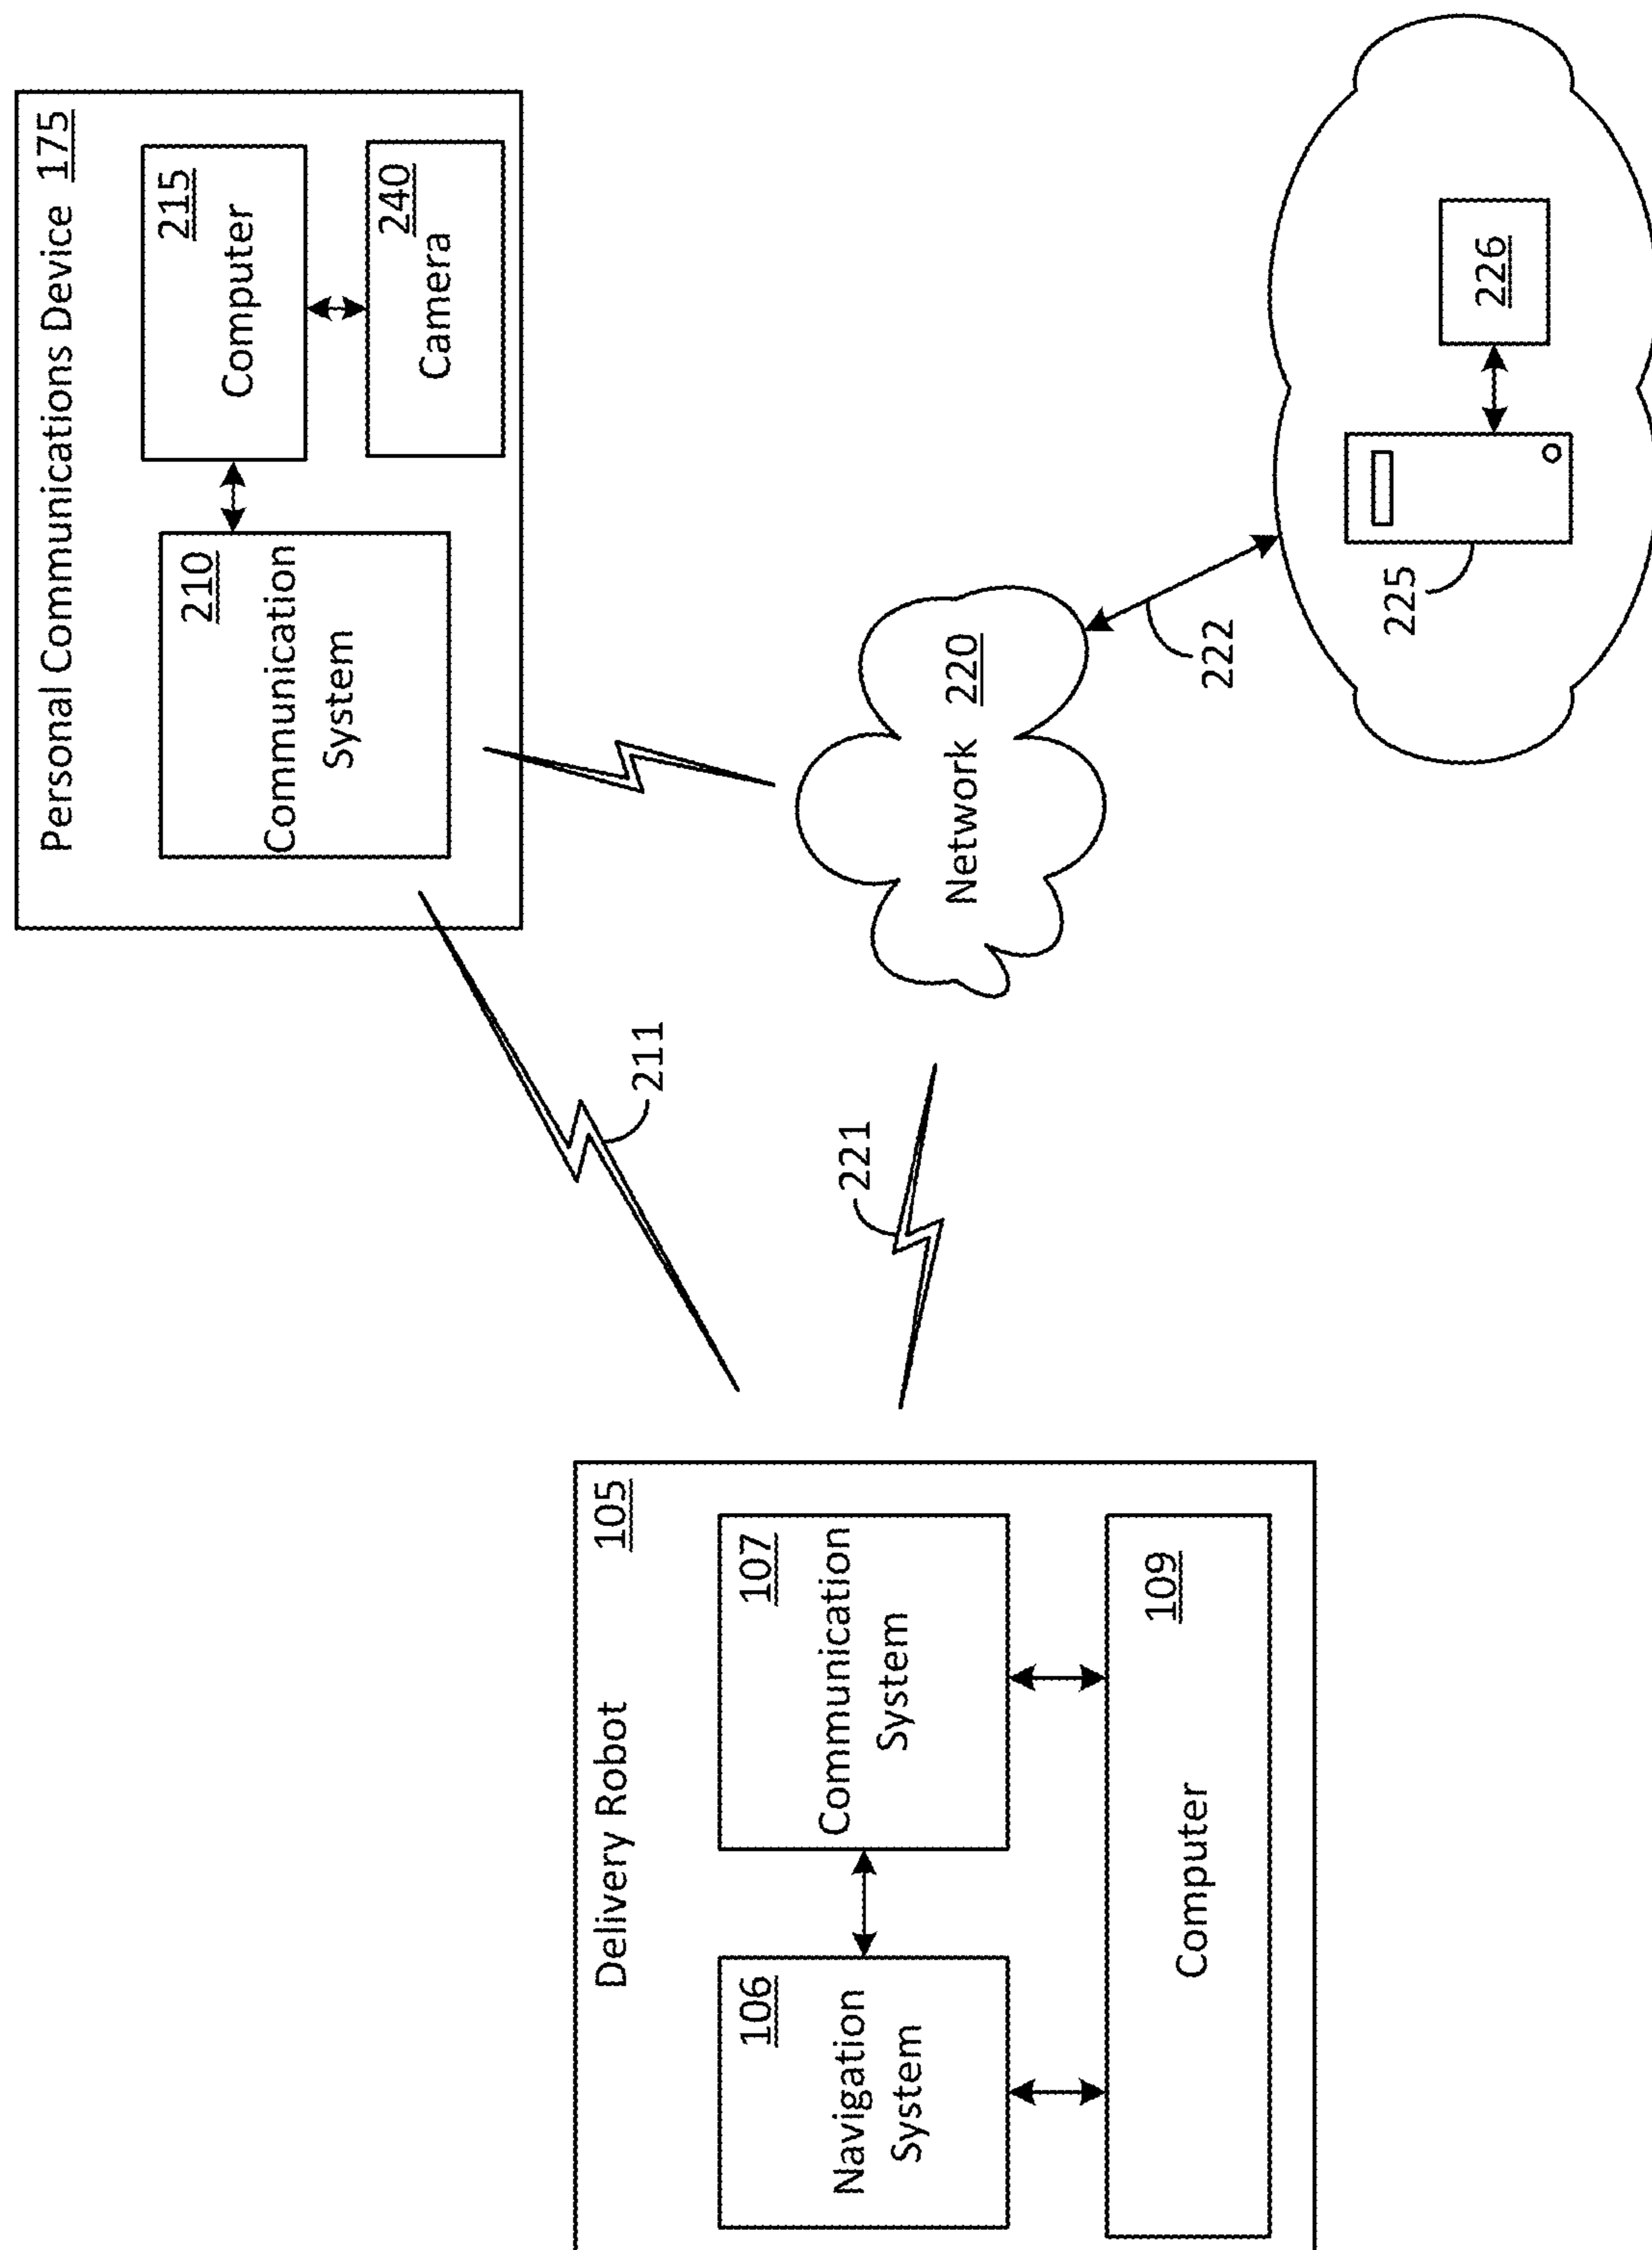 Personal Communications Device 175
210
Communication
System
215
Computer
240
Camera
211
221
Network 220
222
225
226
Delivery Robot
105
106
Navigation
System
107
Communication
System
109
Computer